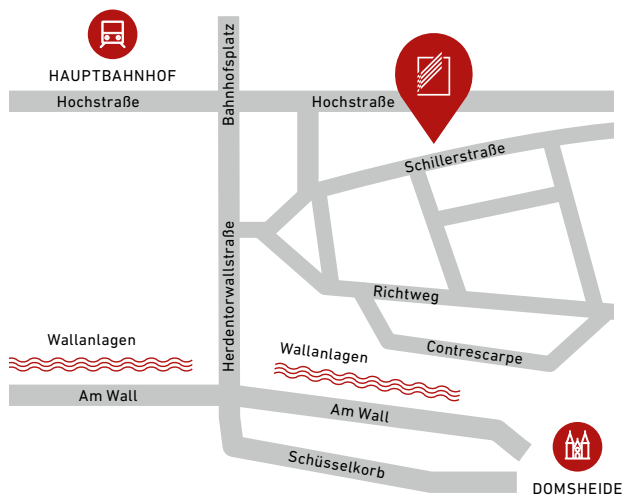 HAUPTBAHNHOF
Hochstraße
Bahnhofsplatz
Hochstraße
Schillerstraße
Herdentorwallstraße
Richtweg
Wallanlagen
Wallanlagen
Contrescarpe
Am Wall
Am Wall
Schüsselkorb
DOMSHEIDE